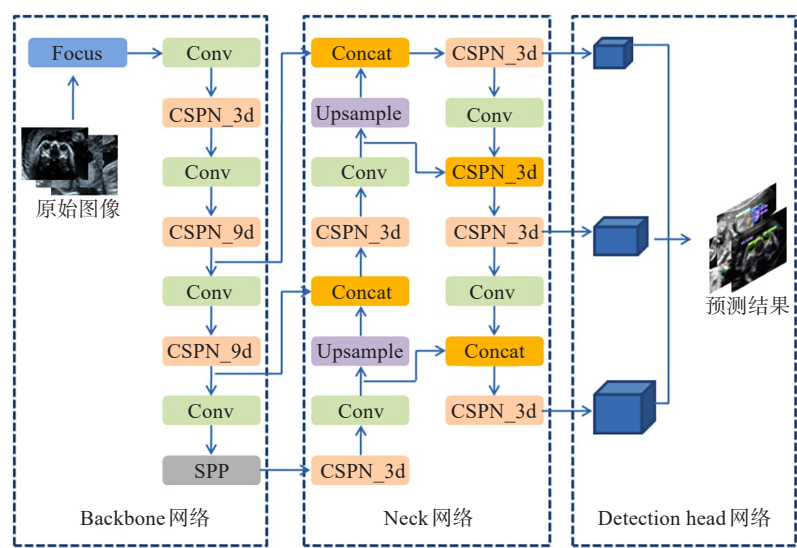 Focus
Conv
CSPN_3d
Conv
CSPN_9d
Conv
CSPN_9d
Conv
SPP
原始图像
Backbone网络
Concat
Upsample
Conv
CSPN_3d
Concat
Upsample
Conv
CSPN_3d
CSPN_3d
Conv
CSPN_3d
CSPN_3d
Conv
Concat
CSPN_3d
Neck网络
预测结果
Detection head网络